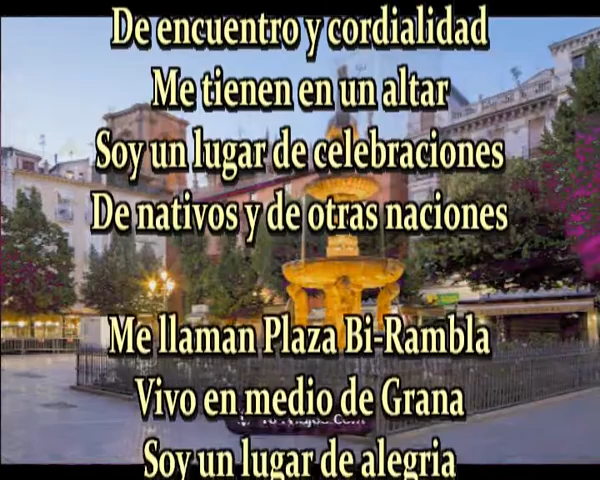 De encuentro y cordialidad
Me tienen en un altar
Soy un lugar de celebraciones
De nativos y de otras naciones
Me llaman Plaza Bi-Rambla
Vivo en medio de Grana
Soy un lugar de alegria